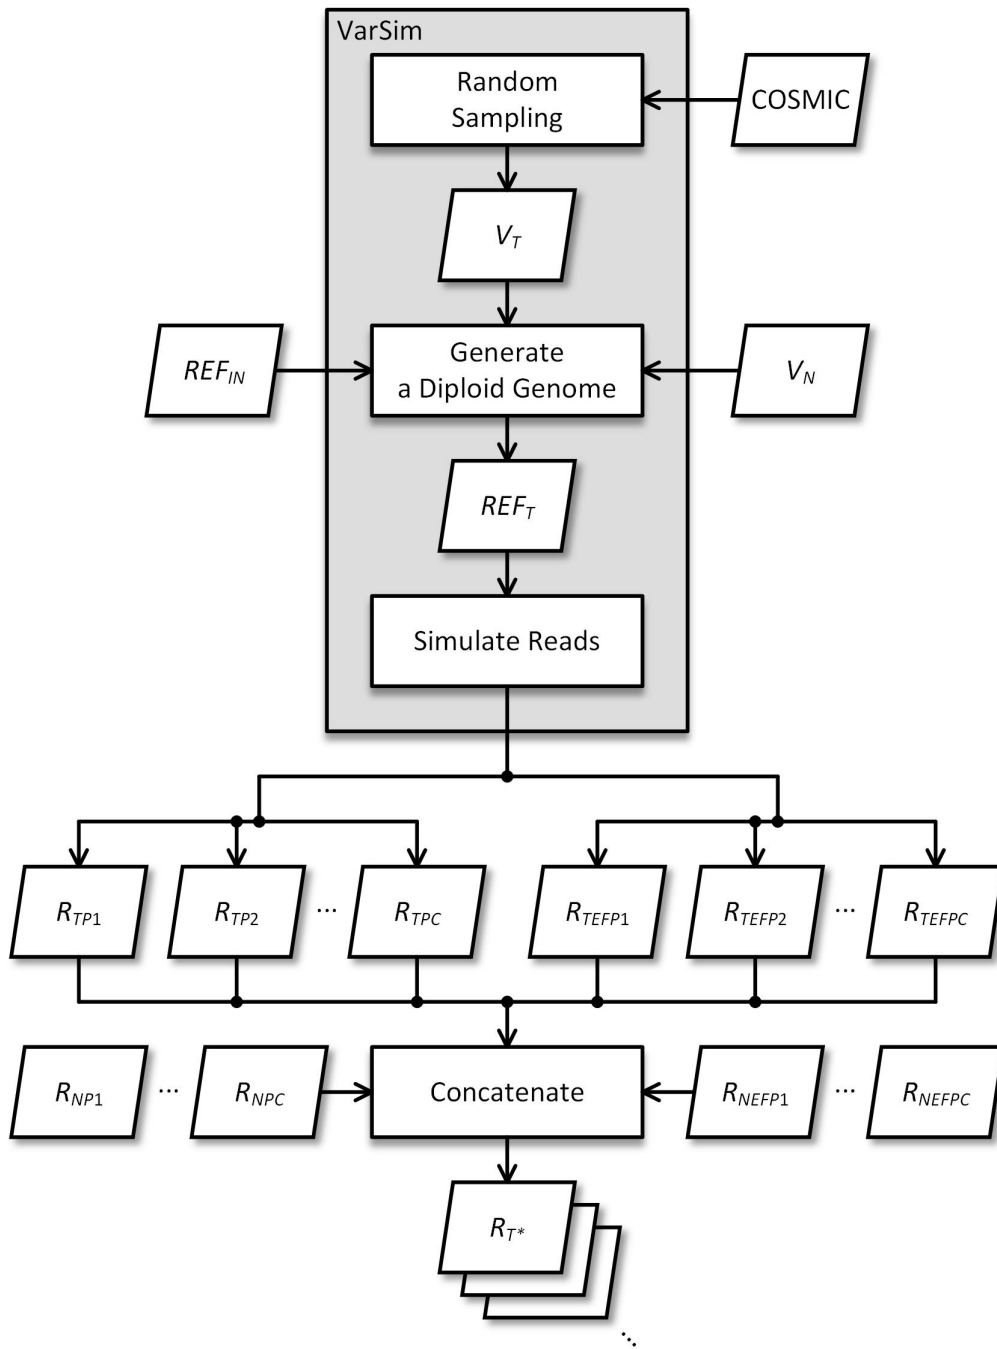 VarSim
Random
Sampling
COSMIC
V_T
REF_IN
Generate
a Diploid Genome
V_N
REF_T
Simulate Reads
R_TP1
R_TP2
...
R_TPC
R_TEFP1
R_TEFP2
...
R_TEFPC
R_NP1
...
R_NPC
Concatenate
R_NEFP1
...
R_NEFPC
R_T*
...